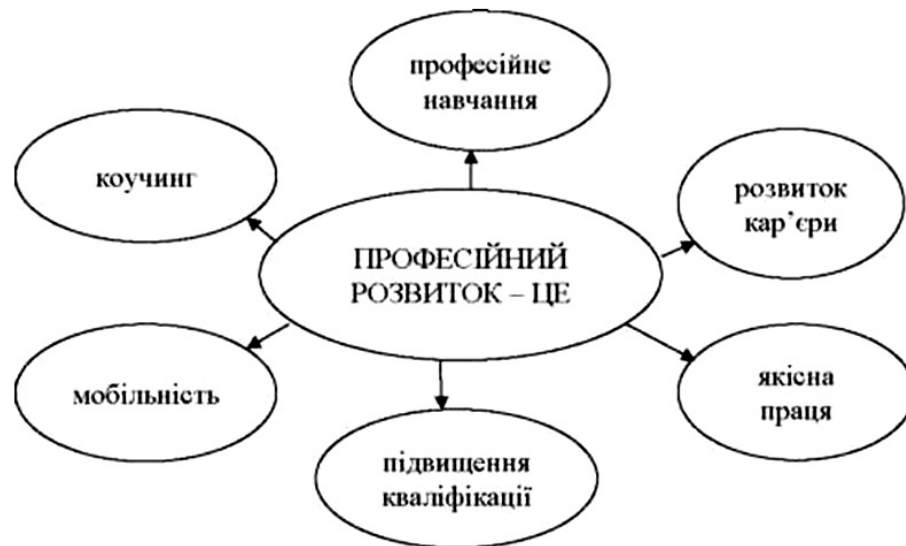 професійне
навчання
коучинг
розвиток
кар’єри
ПРОФЕСІЙНИЙ
РОЗВИТОК – ЦЕ
мобільність
якісна
праця
підвищення
кваліфікації